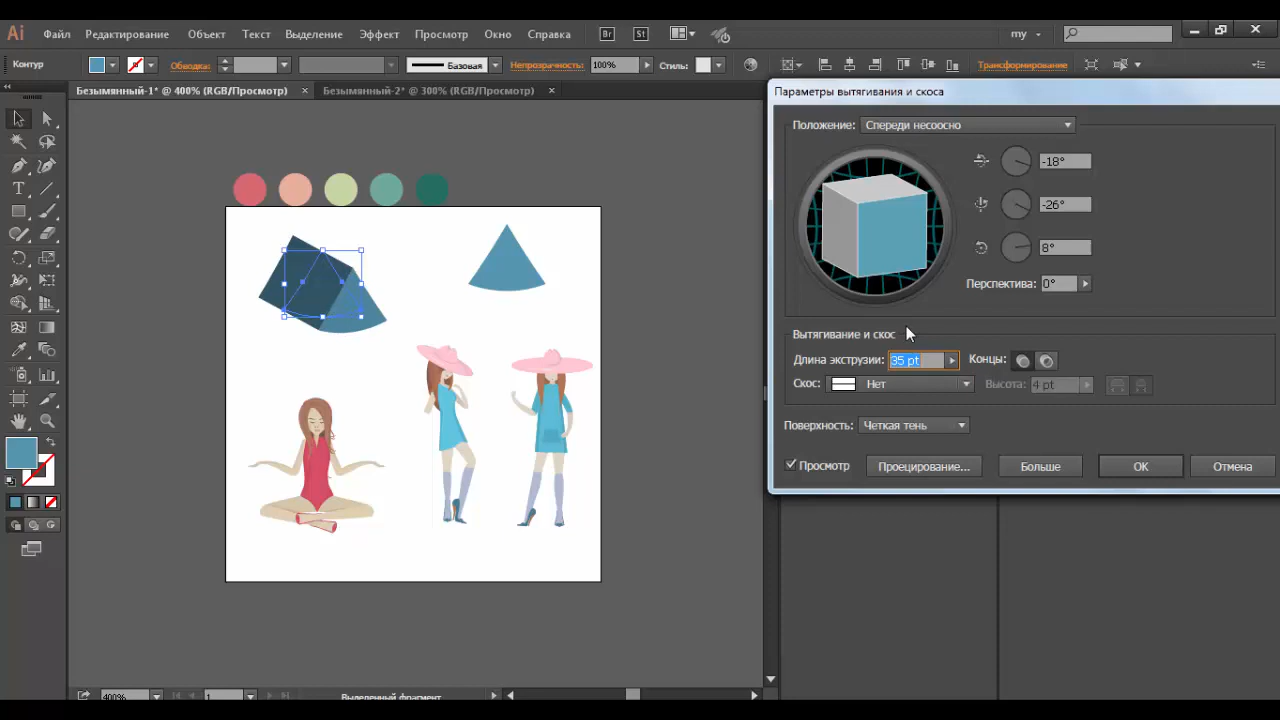 Ai Файл Редактирование Объект Текст Выделение Эффект Просмотр Окно Справка Br St my
Контур Обводка: Базовая Непрозрачность: 100% Стиль: Трансформирование
Безымянный-1* @ 400% (RGB/Просмотр) × Безымянный-2* @ 300% (RGB/Просмотр) ×
Параметры вытягивания и скоса
Положение: Спереди несоосно
-18°
-26°
8°
Перспектива: 0°
Вытягивание и скос
Длина экструзии: 35 pt Концы:
Скос: Нет Высота: 4 pt
Поверхность: Четкая тень
Просмотр Проецирование... Больше OK Отмена
400% 1 Выделенный фрагмент